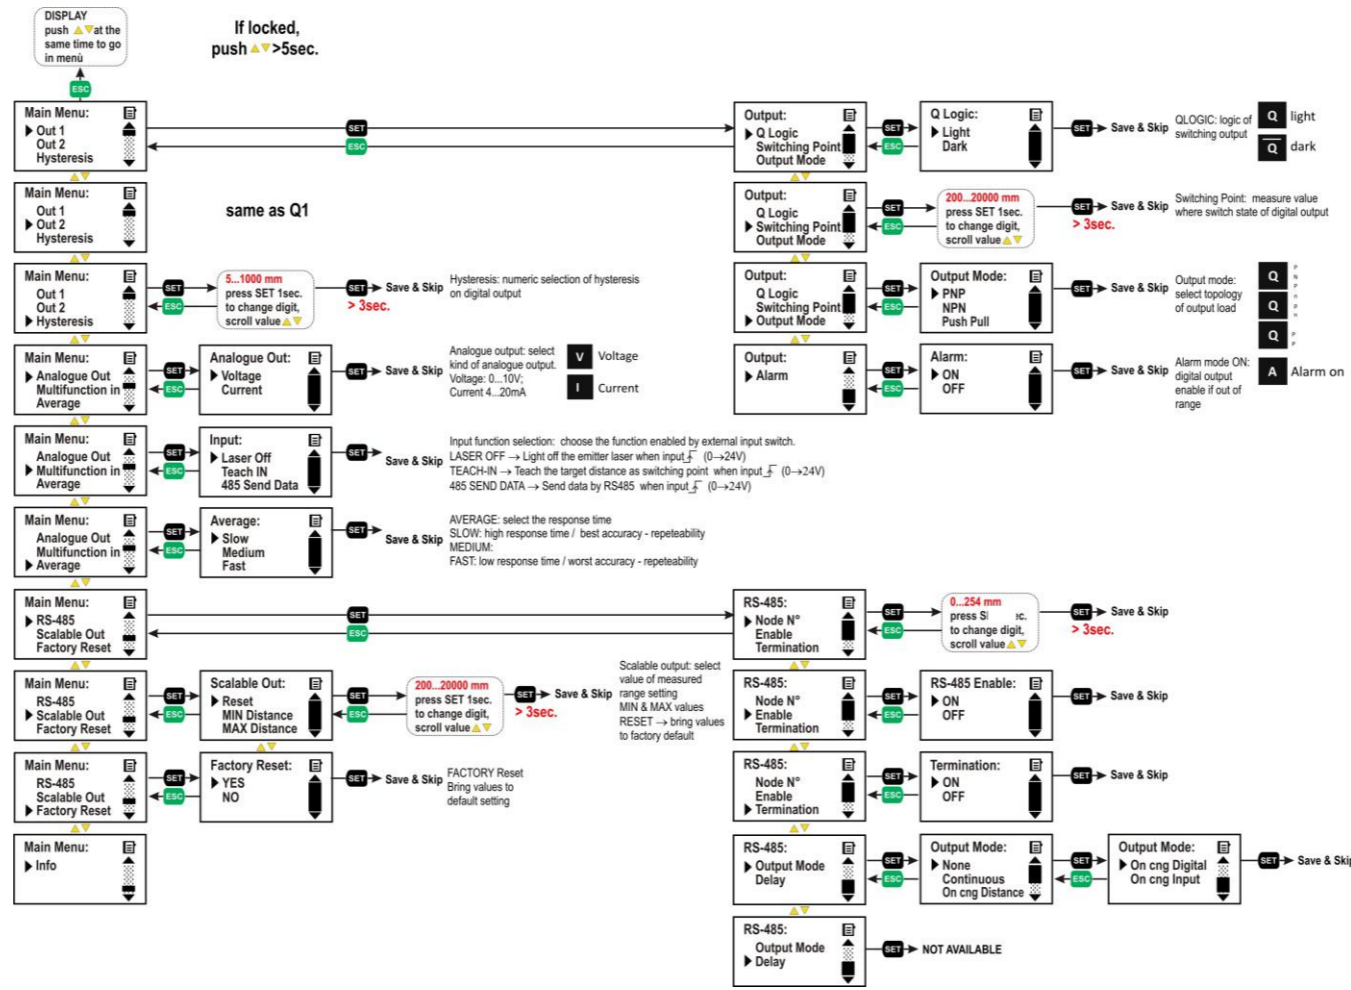 DISPLAY
push ▲▼at the
same time to go
in menù
If locked,
push ▲▼>5sec.
ESC
Main Menu:
Out 1
Out 2
Hysteresis
SET
ESC
Output:
Q Logic
Switching Point
Output Mode
SET
ESC
Q Logic:
Light
Dark
SET
Save & Skip
QLOGIC: logic of
switching output
Q light
Q dark
Main Menu:
Out 1
Out 2
Hysteresis
same as Q1
Output:
Q Logic
Switching Point
Output Mode
SET
ESC
200...20000 mm
press SET 1sec.
to change digit,
scroll value ▲▼
SET
> 3sec.
Save & Skip
Switching Point: measure value
where switch state of digital output
Main Menu:
Out 1
Out 2
Hysteresis
SET
ESC
5...1000 mm
press SET 1sec.
to change digit,
scroll value ▲▼
SET
> 3sec.
Save & Skip
Hysteresis: numeric selection of hysteresis
on digital output
Output:
Q Logic
Switching Point
Output Mode
SET
ESC
Output Mode:
PNP
NPN
Push Pull
SET
Save & Skip
Output mode:
select topology
of output load
Q P N P
Q n p n
Q P P
Main Menu:
Analogue Out
Multifunction in
Average
SET
ESC
Analogue Out:
Voltage
Current
SET
Save & Skip
Analogue output: select
kind of analogue output.
Voltage: 0...10V;
Current 4...20mA
V Voltage
I Current
Output:
Alarm
SET
ESC
Alarm:
ON
OFF
SET
Save & Skip
Alarm mode ON:
digital output
enable if out of
range
A Alarm on
Main Menu:
Analogue Out
Multifunction in
Average
SET
ESC
Input:
Laser Off
Teach IN
485 Send Data
SET
Save & Skip
Input function selection: choose the function enabled by external input switch.
LASER OFF → Light off the emitter laser when input (0→24V)
TEACH-IN → Teach the target distance as switching point when input (0→24V)
485 SEND DATA → Send data by RS485 when input (0→24V)
Main Menu:
Analogue Out
Multifunction in
Average
SET
ESC
Average:
Slow
Medium
Fast
SET
Save & Skip
AVERAGE: select the response time
SLOW: high response time / best accuracy - repeteability
MEDIUM:
FAST: low response time / worst accuracy - repeteability
Main Menu:
RS-485
Scalable Out
Factory Reset
SET
ESC
RS-485:
Node N°
Enable
Termination
SET
ESC
0...254 mm
press S c.
to change digit,
scroll value ▲▼
SET
> 3sec.
Save & Skip
Main Menu:
RS-485
Scalable Out
Factory Reset
SET
ESC
Scalable Out:
Reset
MIN Distance
MAX Distance
SET
ESC
200...20000 mm
press SET 1sec.
to change digit,
scroll value ▲▼
SET
> 3sec.
Save & Skip
Scalable output: select
value of measured
range setting
MIN & MAX values
RESET → bring values
to factory default
RS-485:
Node N°
Enable
Termination
SET
ESC
RS-485 Enable:
ON
OFF
SET
Save & Skip
Main Menu:
RS-485
Scalable Out
Factory Reset
SET
ESC
Factory Reset:
YES
NO
SET
Save & Skip
FACTORY Reset
Bring values to
default setting
RS-485:
Node N°
Enable
Termination
SET
ESC
Termination:
ON
OFF
SET
Save & Skip
Main Menu:
Info
RS-485:
Output Mode
Delay
SET
ESC
Output Mode:
None
Continuous
On cng Distance
SET
ESC
Output Mode:
On cng Digital
On cng Input
SET
Save & Skip
RS-485:
Output Mode
Delay
SET
NOT AVAILABLE